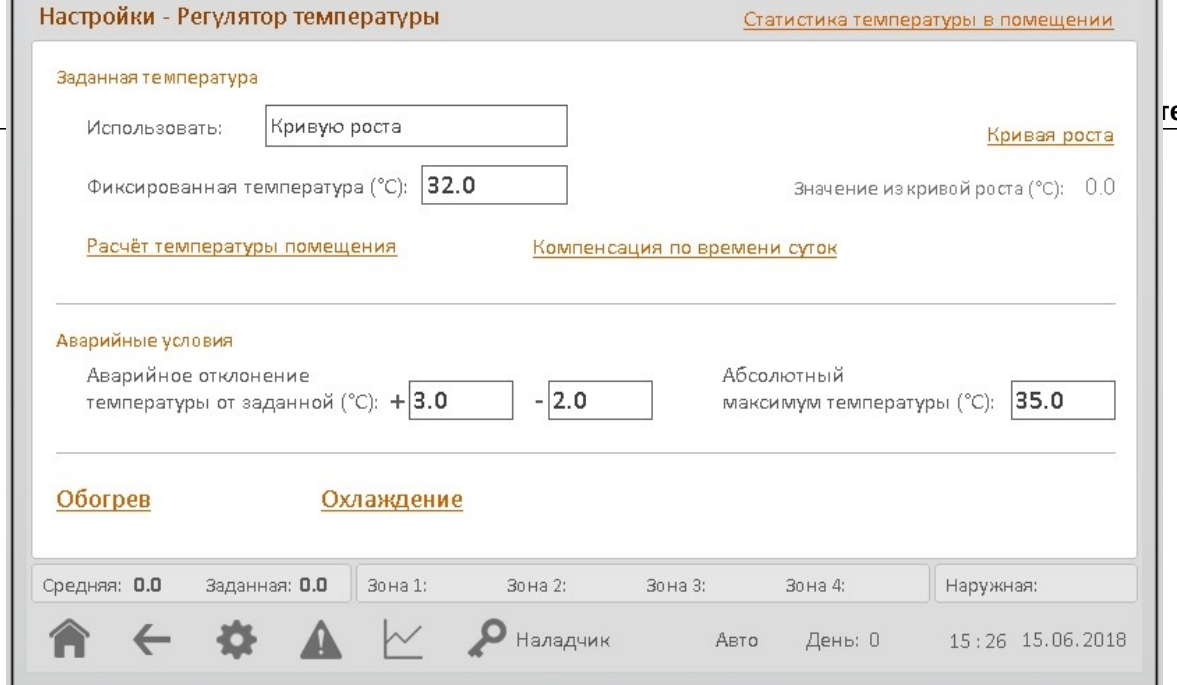 Настройки - Регулятор температуры
Статистика температуры в помещении
Заданная температура
Использовать: Кривую роста
Кривая роста
Фиксированная температура (°C): 32.0
Значение из кривой роста (°C): 0.0
Расчёт температуры помещения
Компенсация по времени суток
Аварийные условия
Аварийное отклонение
температуры от заданной (°C): + 3.0 - 2.0
Абсолютный
максимум температуры (°C): 35.0
Обогрев
Охлаждение
Средняя: 0.0 Заданная: 0.0 Зона 1: Зона 2: Зона 3: Зона 4: Наружная:
Наладчик Авто День: 0 15:26 15.06.2018